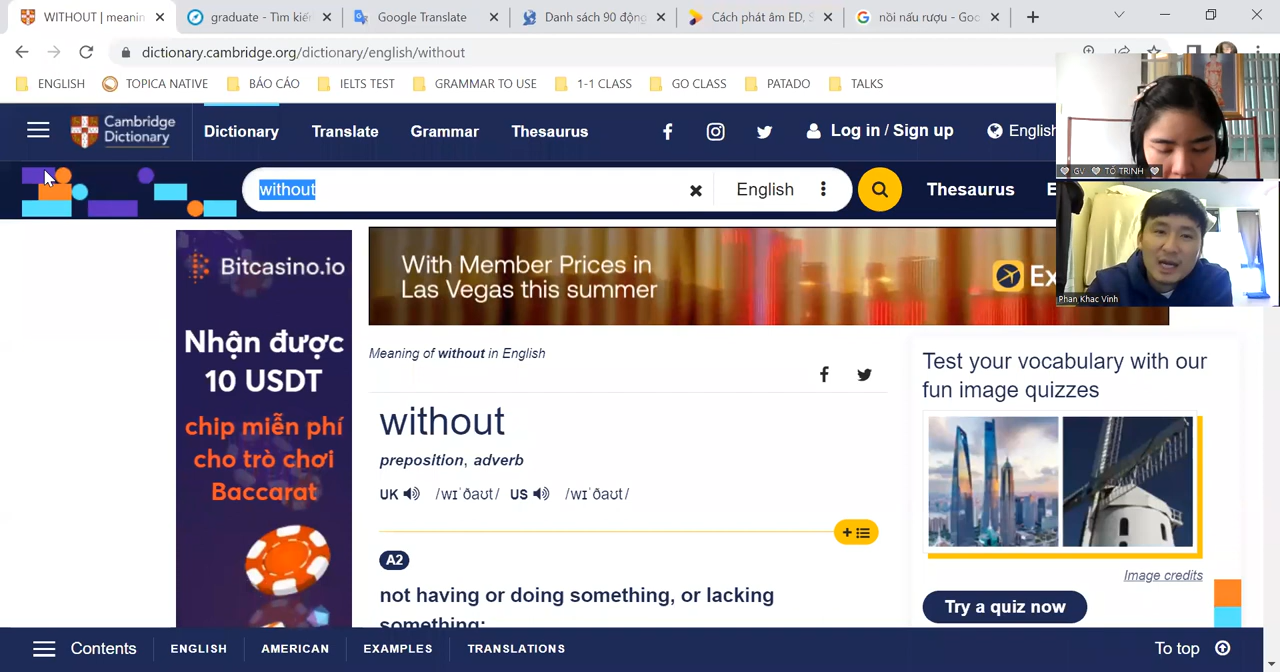 WITHOUT | meanin
graduate - Tìm kiến
Google Translate
Danh sách 90 động
Cách phát âm ED, S
nồi nấu rượu - Goo
dictionary.cambridge.org/dictionary/english/without
ENGLISH
TOPICA NATIVE
BÁO CÁO
IELTS TEST
GRAMMAR TO USE
1-1 CLASS
GO CLASS
PATADO
TALKS
Cambridge
Dictionary
Dictionary
Translate
Grammar
Thesaurus
Log in / Sign up
English
without
English
Thesaurus
GV
TỐ TRINH
Phan Khac Vinh
Bitcasino.io
Nhận được
10 USDT
chip miễn phí
cho trò chơi
Baccarat
With Member Prices in
Las Vegas this summer
Ex
Meaning of without in English
without
preposition, adverb
UK /wɪˈðaʊt/ US /wɪˈðaʊt/
A2
not having or doing something, or lacking
something:
Test your vocabulary with our
fun image quizzes
Image credits
Try a quiz now
Contents
ENGLISH
AMERICAN
EXAMPLES
TRANSLATIONS
To top